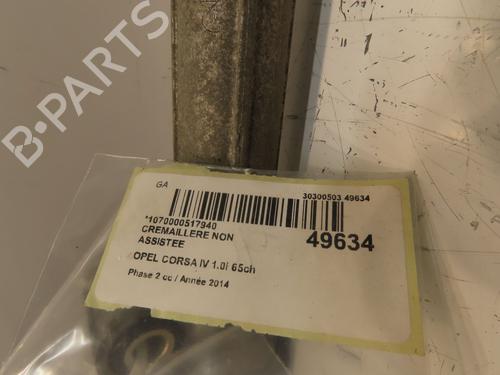 B-PARTS
GA
30300503 49634
*1070000517940
CREMAILLERE NON
ASSISTEE
49634
OPEL CORSA IV 1.0i 65ch
Phase 2 cd / Année 2014